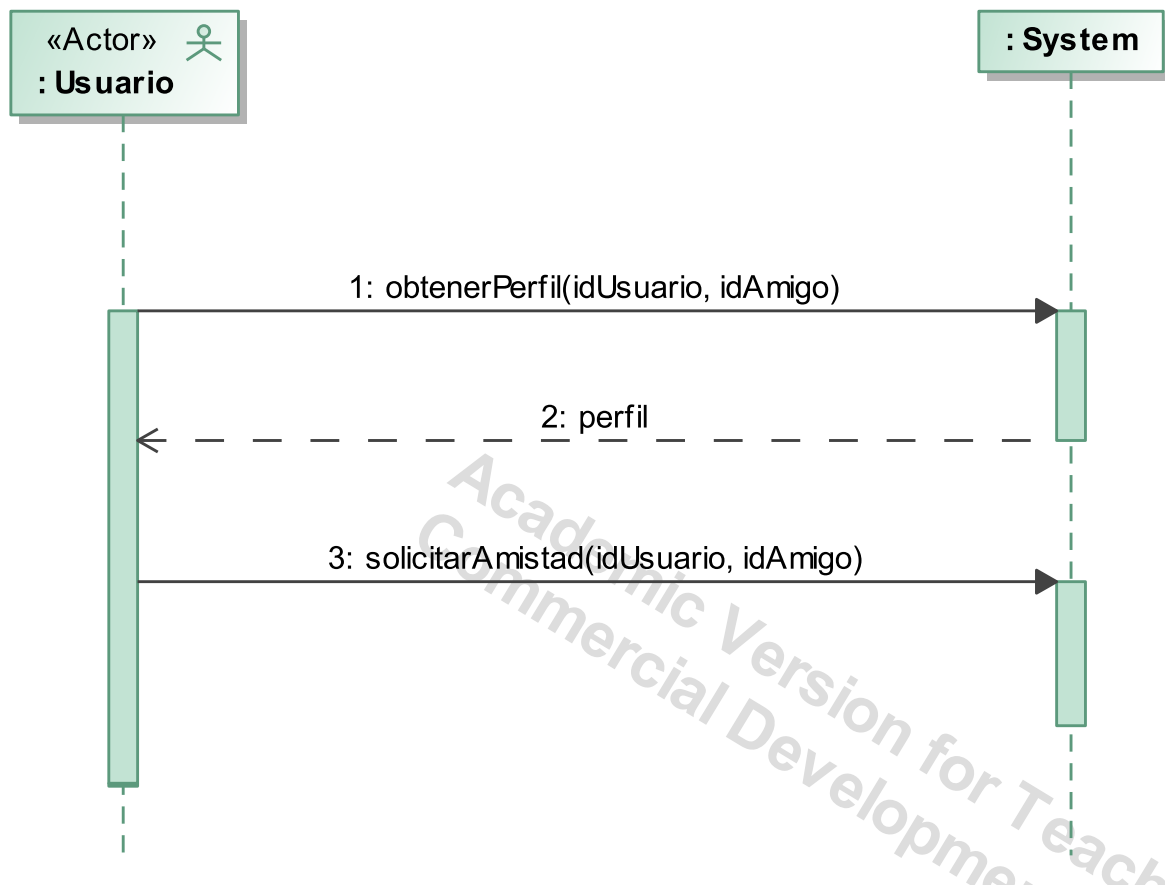 «Actor»
: Usuario
: System
1: obtenerPerfil(idUsuario, idAmigo)
2: perfil
3: solicitarAmistad(idUsuario, idAmigo)
Academic Version for Teach
Commercial Developme